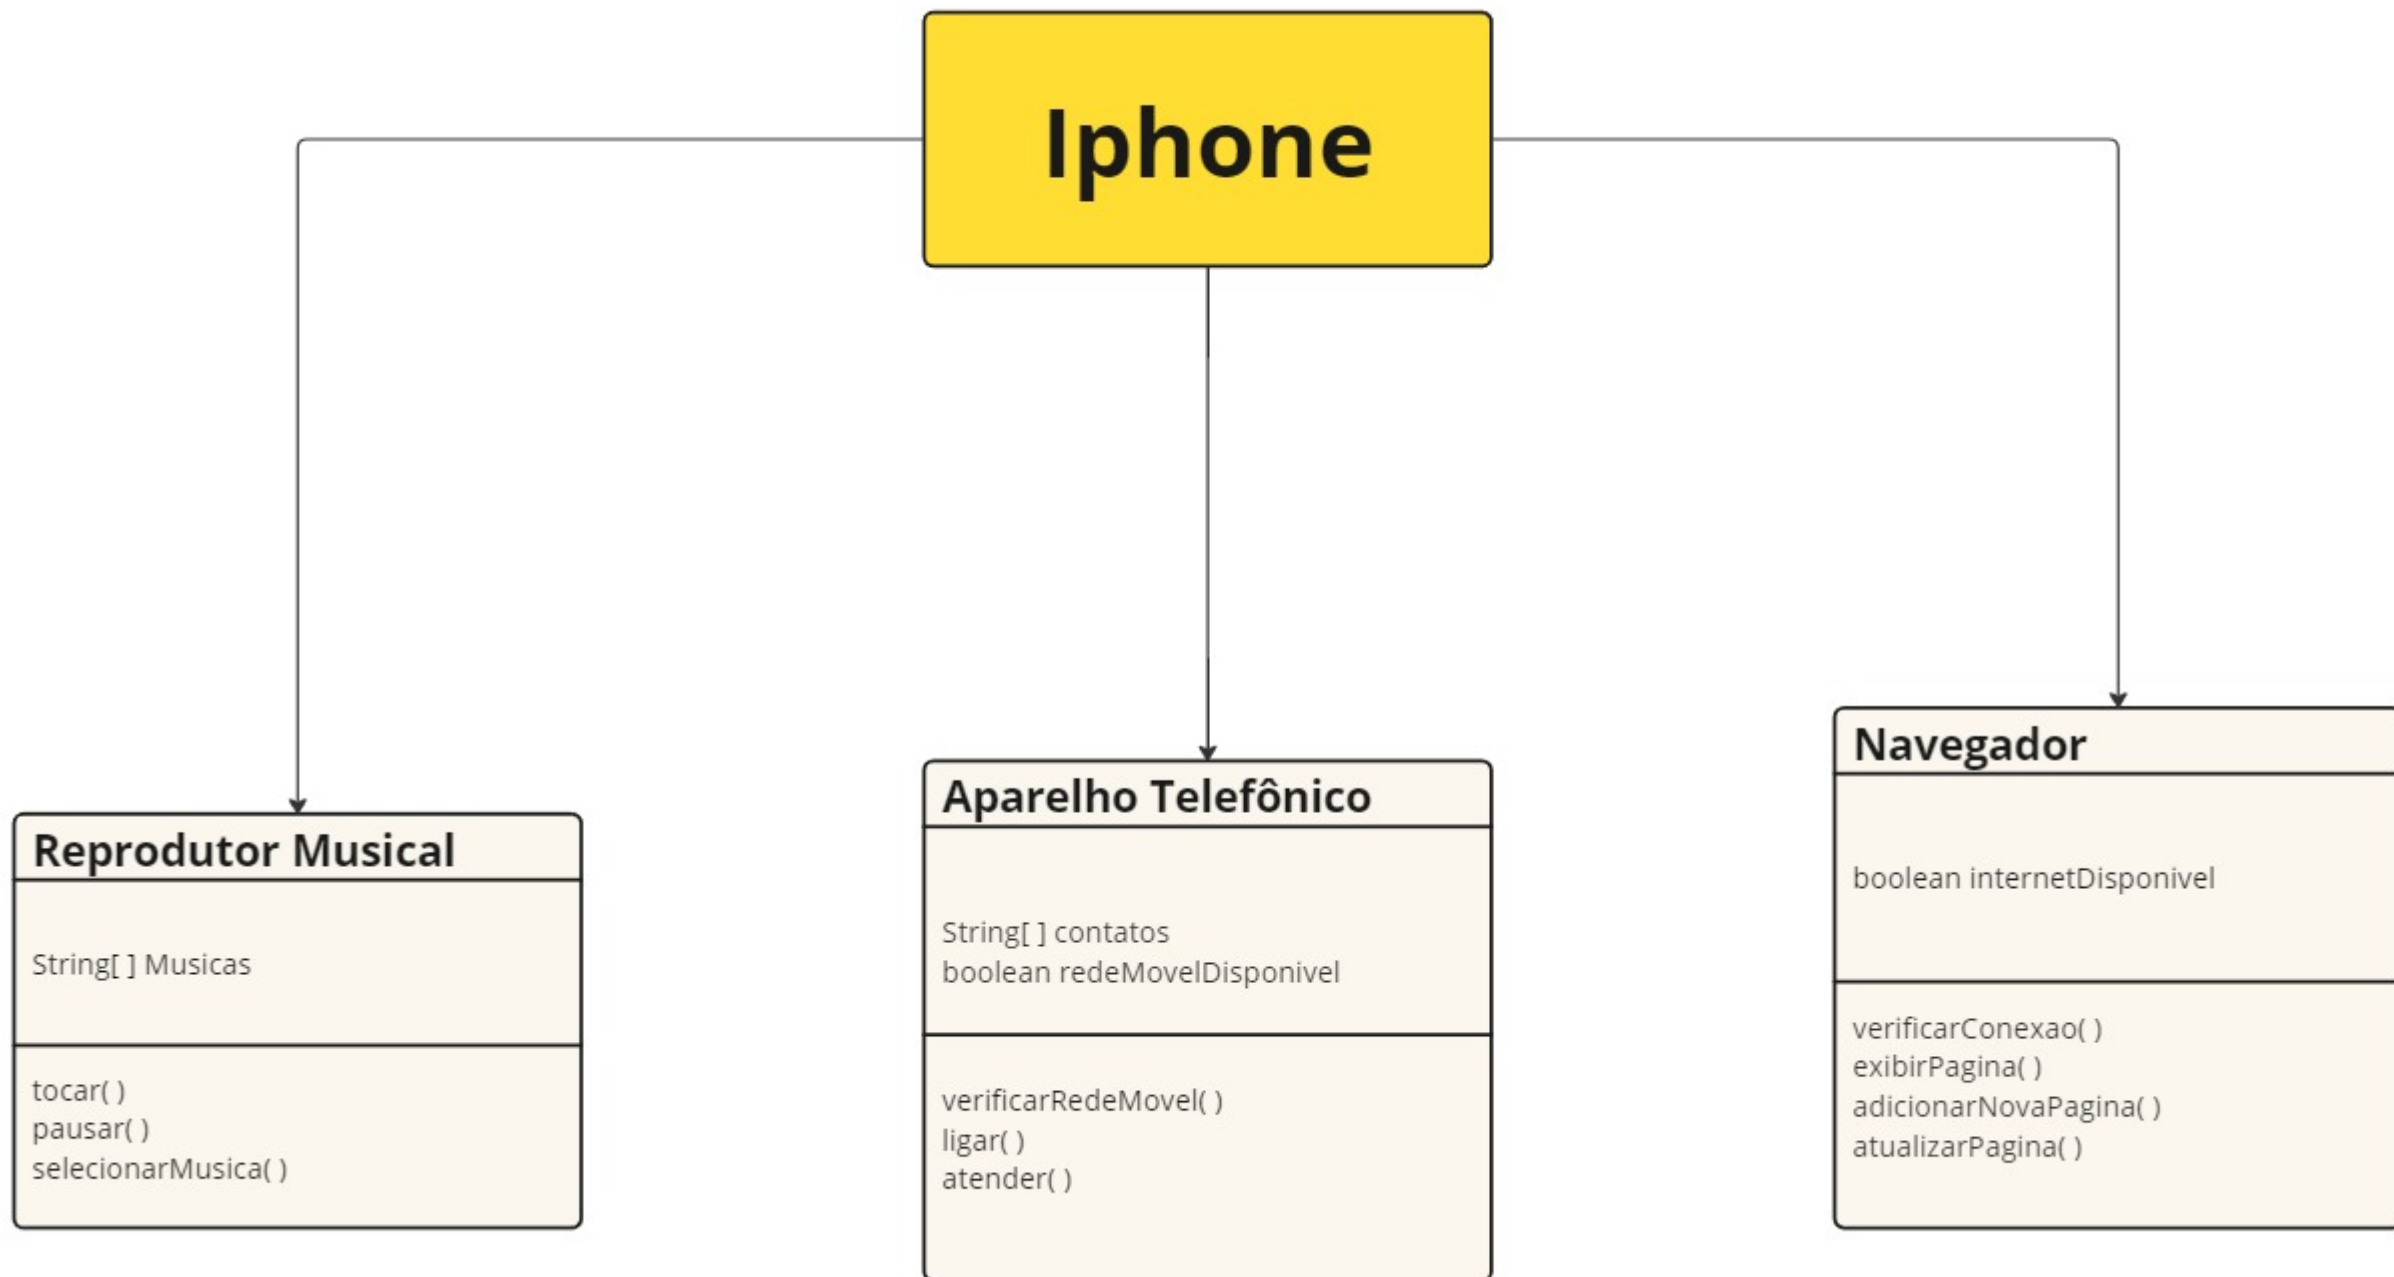 Iphone
Reprodutor Musical
String[ ] Musicas
tocar( )
pausar( )
selecionarMusica( )
Aparelho Telefônico
String[ ] contatos
boolean redeMovelDisponivel
verificarRedeMovel( )
ligar( )
atender( )
Navegador
boolean internetDisponivel
verificarConexao( )
exibirPagina( )
adicionarNovaPagina( )
atualizarPagina( )